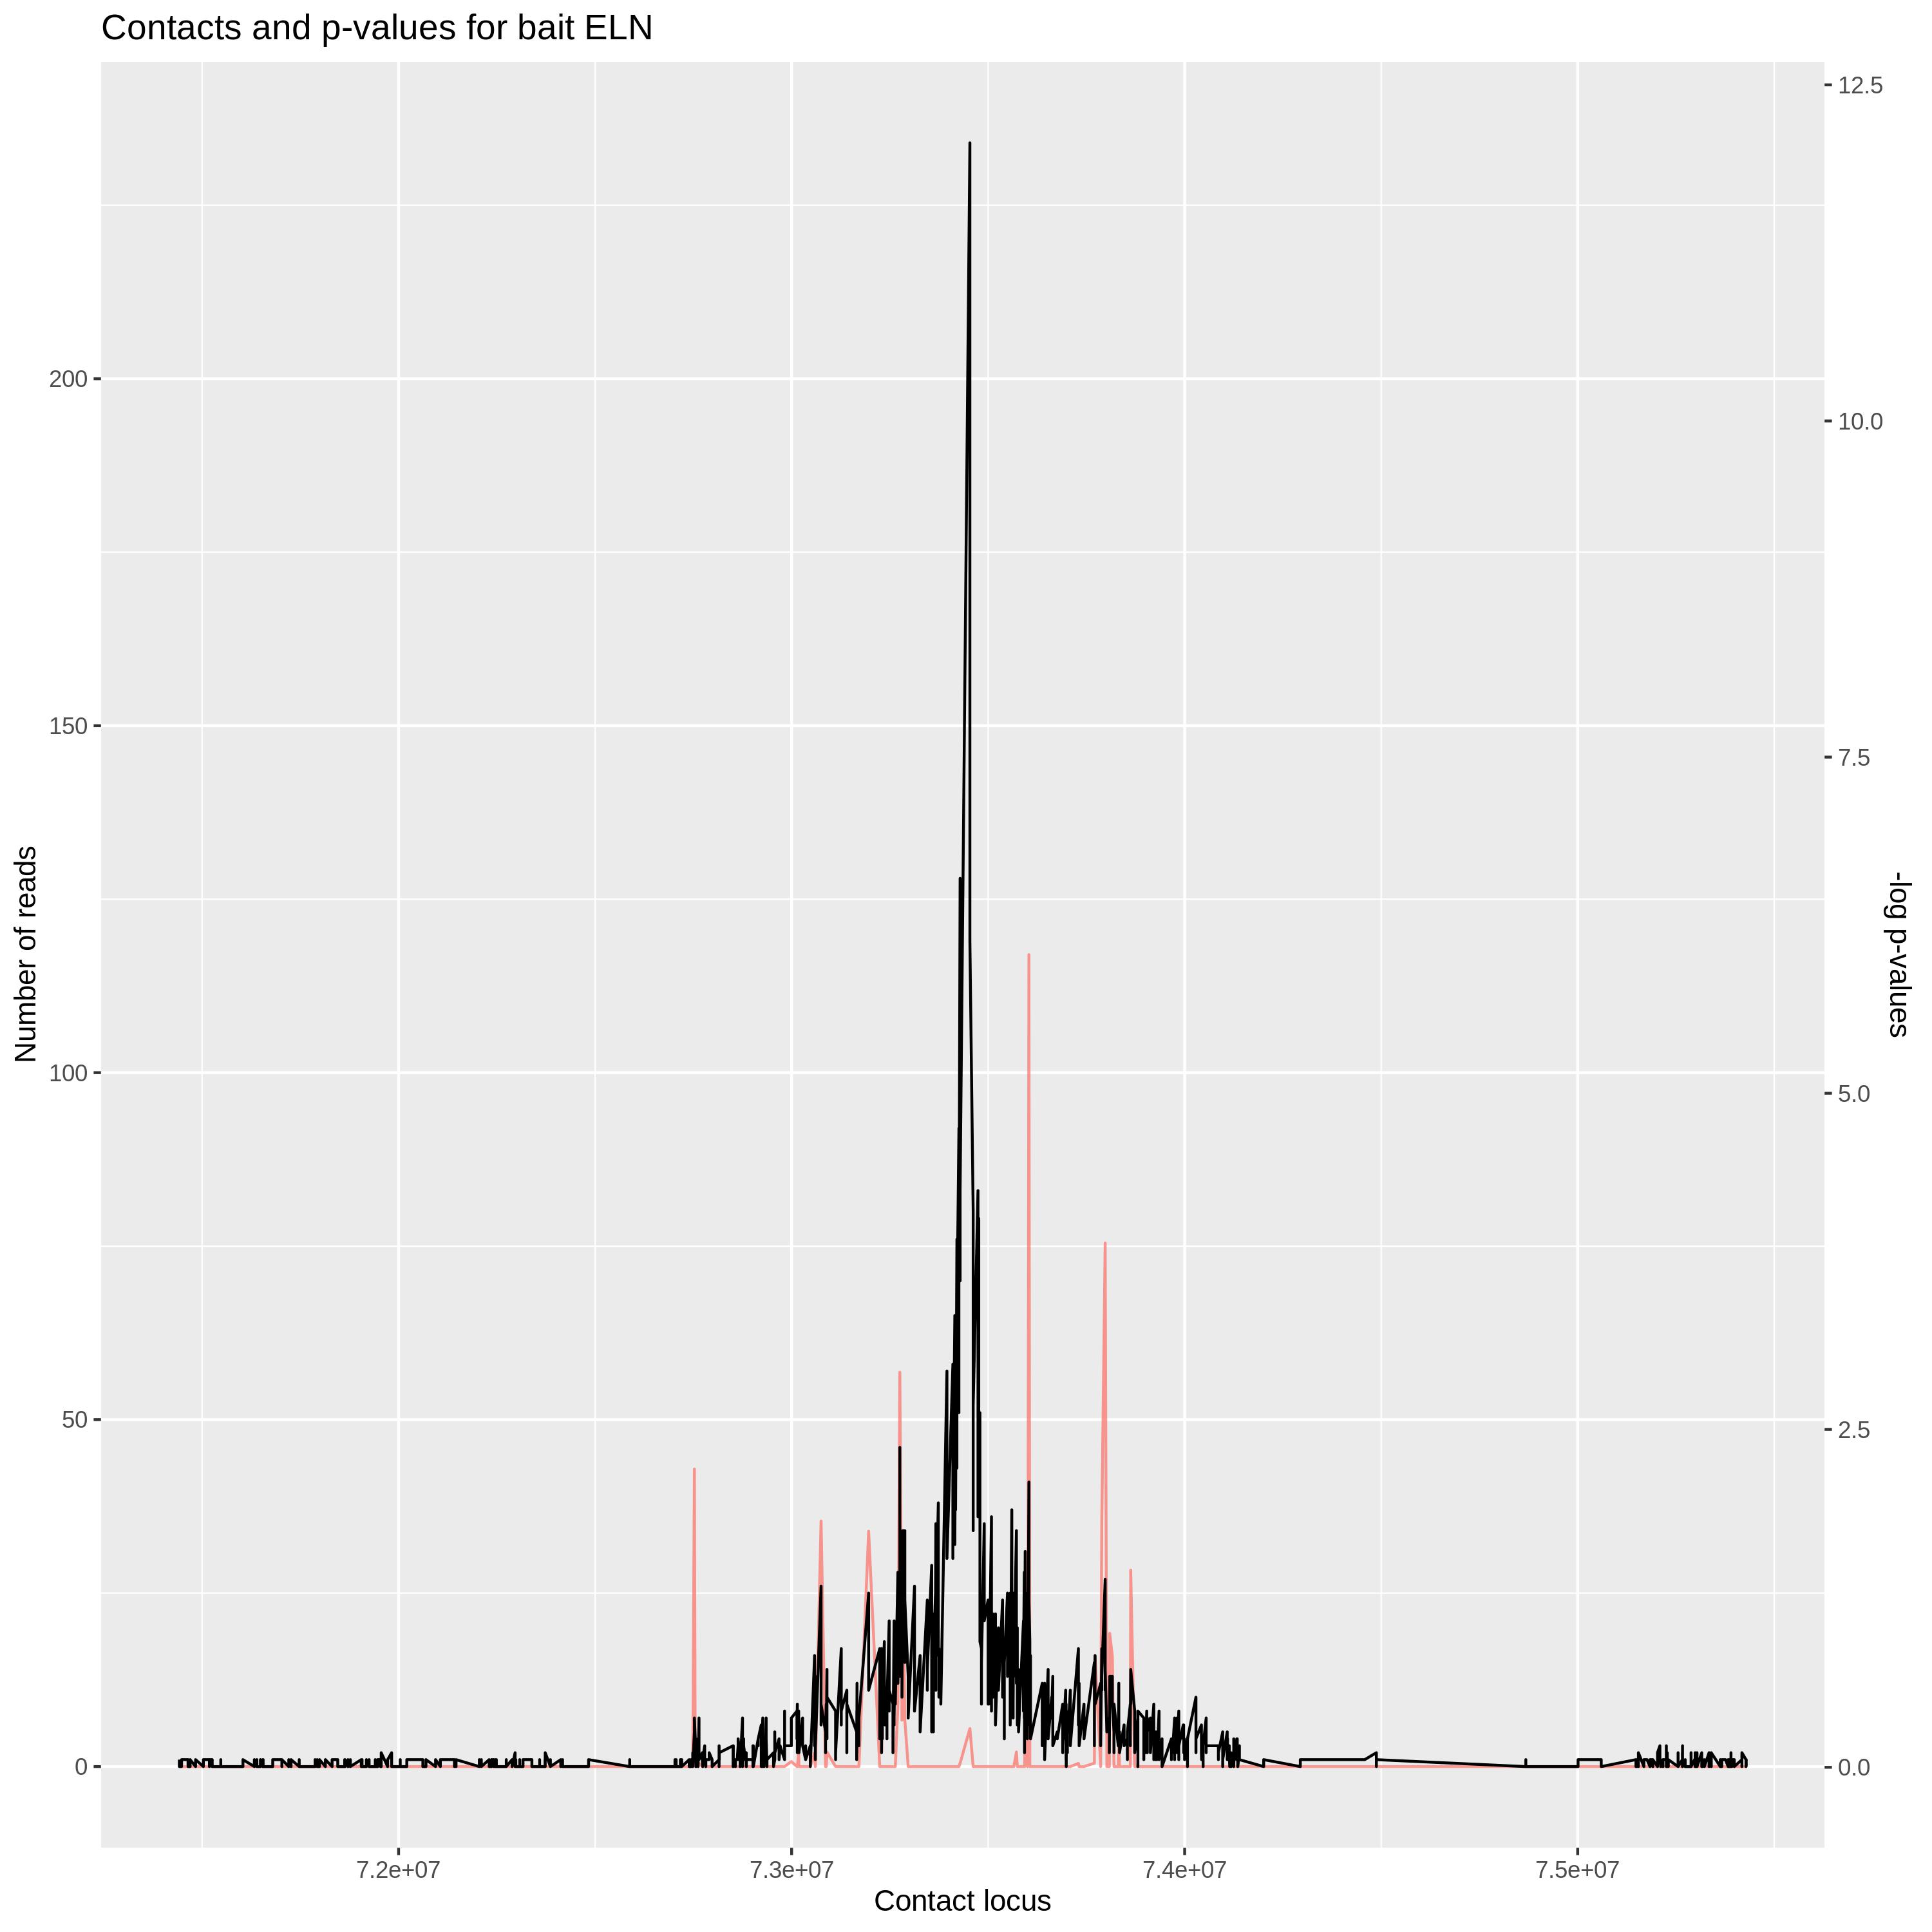 Contacts and p-values for bait ELN
12.5
200
10.0
150
7.5
Number of reads
-log p-values
100
5.0
50
2.5
0
0.0
7.2e+07
7.3e+07
7.4e+07
7.5e+07
Contact locus